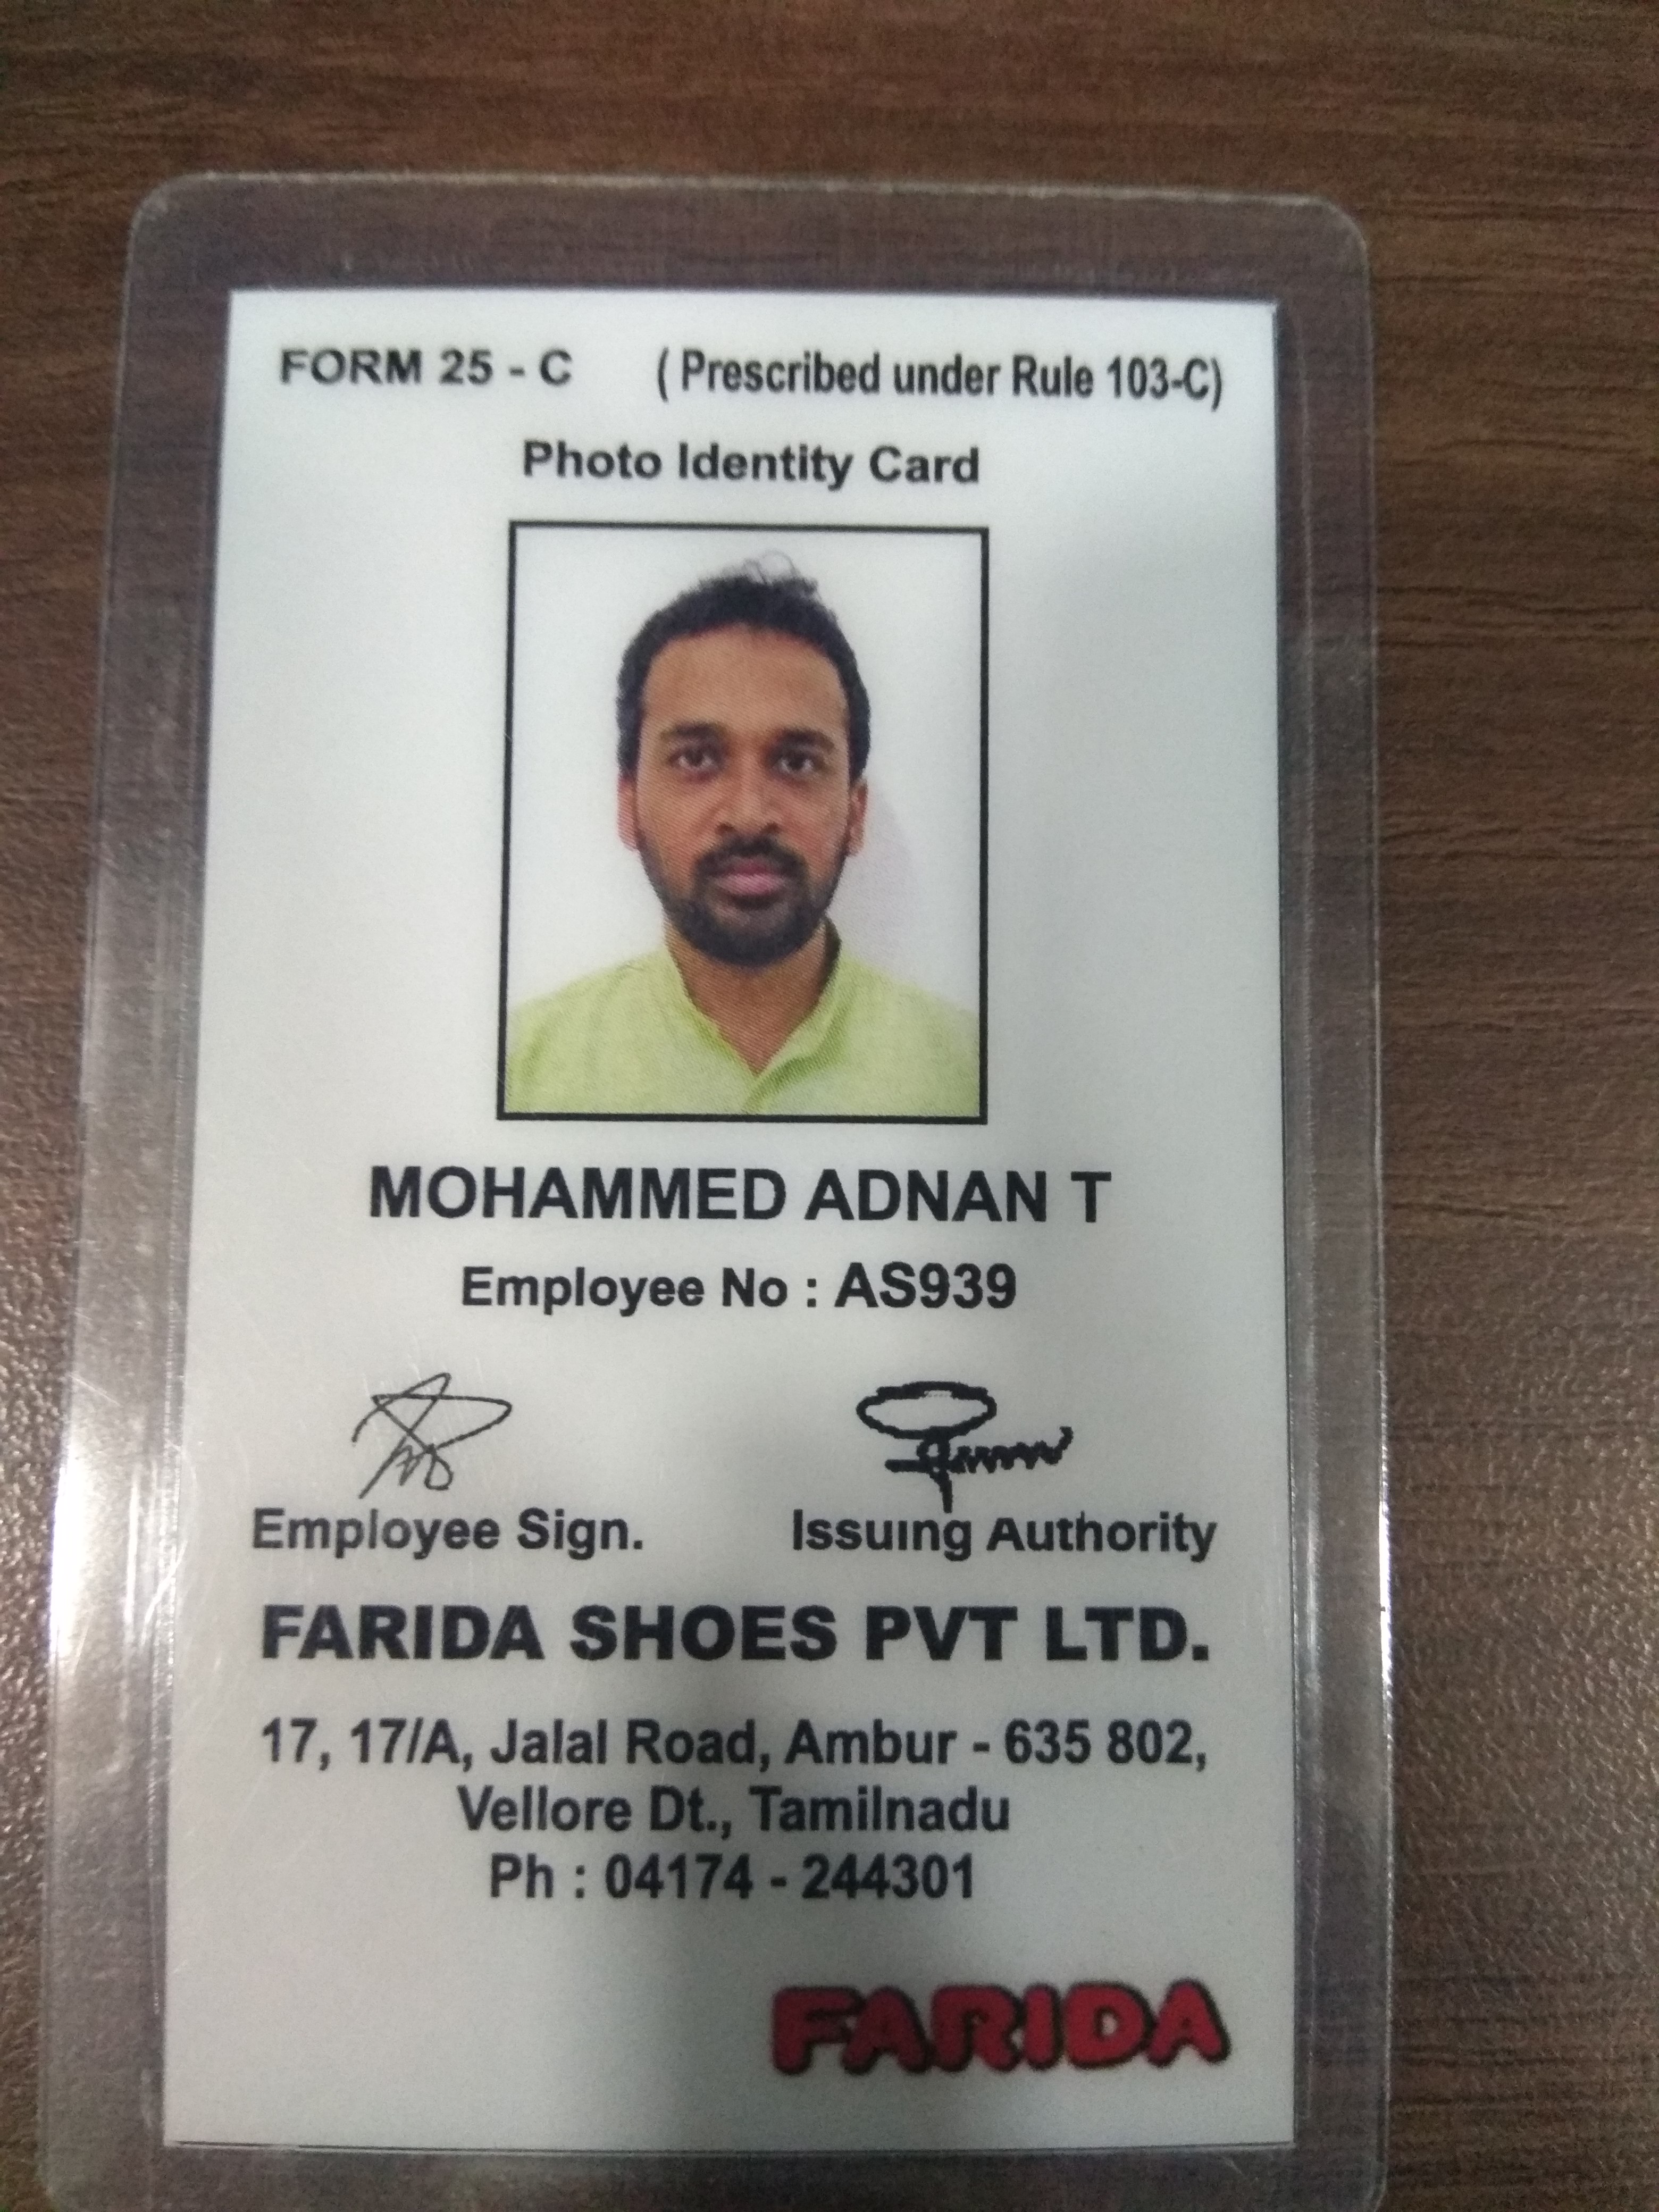 FORM 25 - C ( Prescribed under Rule 103-C)
Photo Identity Card
MOHAMMED ADNAN T
Employee No : AS939
Employee Sign. Issuing Authority
FARIDA SHOES PVT LTD.
17, 17/A, Jalal Road, Ambur - 635 802,
Vellore Dt., Tamilnadu
Ph : 04174 - 244301
FARIDA